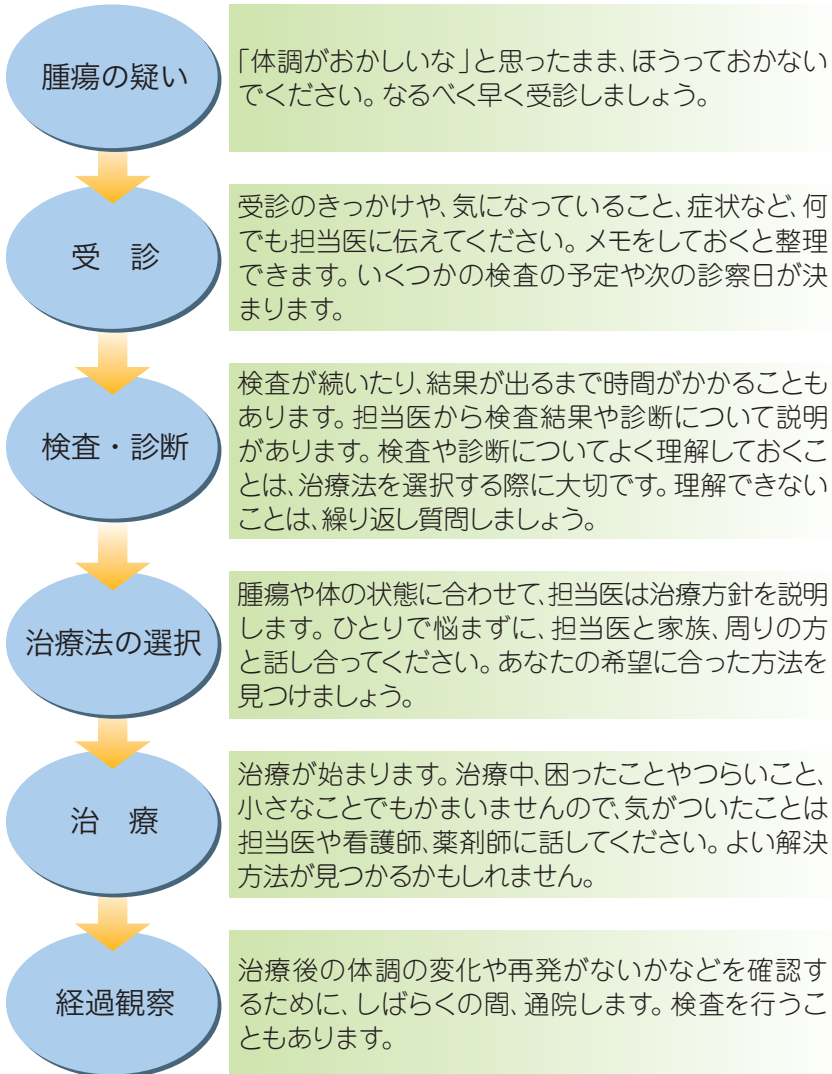 腫瘍の疑い
「体調がおかしいな」と思ったまま、ほうっておかない
でください。なるべく早く受診しましょう。
受　診
受診のきっかけや、気になっていること、症状など、何
でも担当医に伝えてください。メモをしておくと整理
できます。いくつかの検査の予定や次の診察日が決
まります。
検査・診断
検査が続いたり、結果が出るまで時間がかかることも
あります。担当医から検査結果や診断について説明
があります。検査や診断についてよく理解しておくこ
とは、治療法を選択する際に大切です。理解できない
ことは、繰り返し質問しましょう。
治療法の選択
腫瘍や体の状態に合わせて、担当医は治療方針を説明
します。ひとりで悩まずに、担当医と家族、周りの方
と話し合ってください。あなたの希望に合った方法を
見つけましょう。
治　療
治療が始まります。治療中、困ったことやつらいこと、
小さなことでもかまいませんので、気がついたことは
担当医や看護師、薬剤師に話してください。よい解決
方法が見つかるかもしれません。
経過観察
治療後の体調の変化や再発がないかなどを確認す
るために、しばらくの間、通院します。検査を行うこ
ともあります。